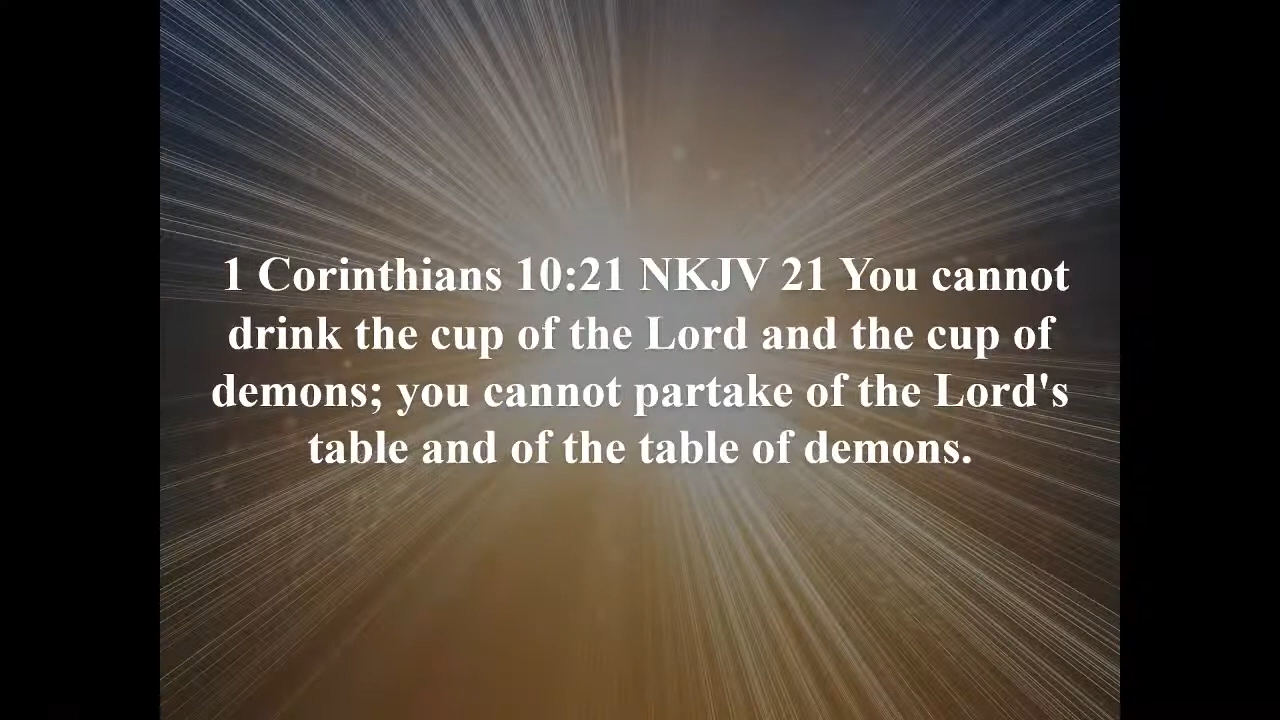 1 Corinthians 10:21 NKJV 21 You cannot
drink the cup of the Lord and the cup of
demons; you cannot partake of the Lord's
table and of the table of demons.